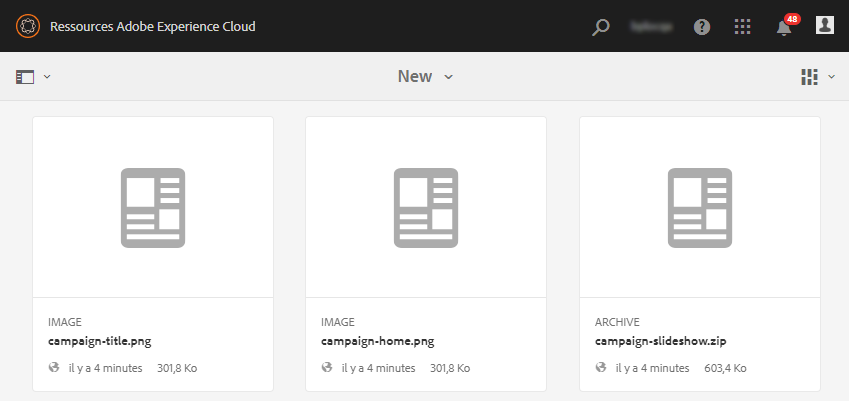 Ressources Adobe Experience Cloud
48
New
IMAGE
campaign-title.png
il y a 4 minutes 301,8 Ko
IMAGE
campaign-home.png
il y a 4 minutes 301,8 Ko
ARCHIVE
campaign-slideshow.zip
il y a 4 minutes 603,4 Ko